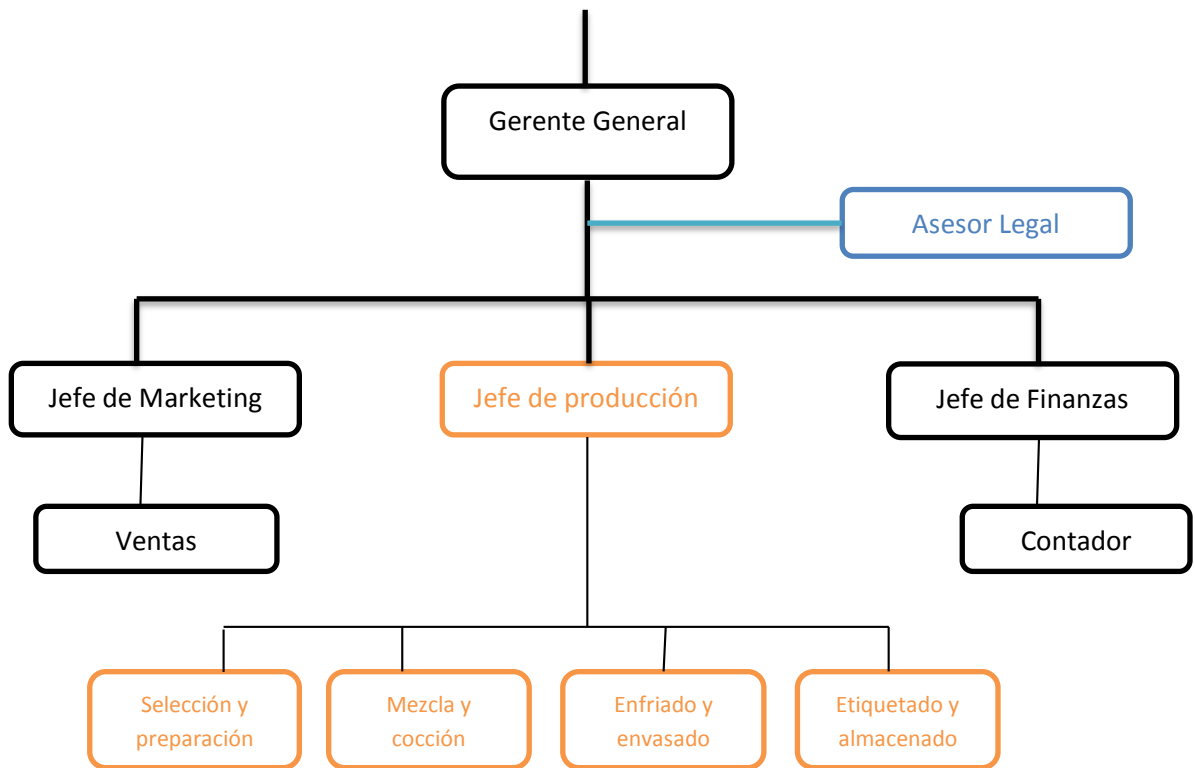 Gerente General
Asesor Legal
Jefe de Marketing
Jefe de producción
Jefe de Finanzas
Ventas
Contador
Selección y
preparación
Mezcla y
cocción
Enfriado y
envasado
Etiquetado y
almacenado